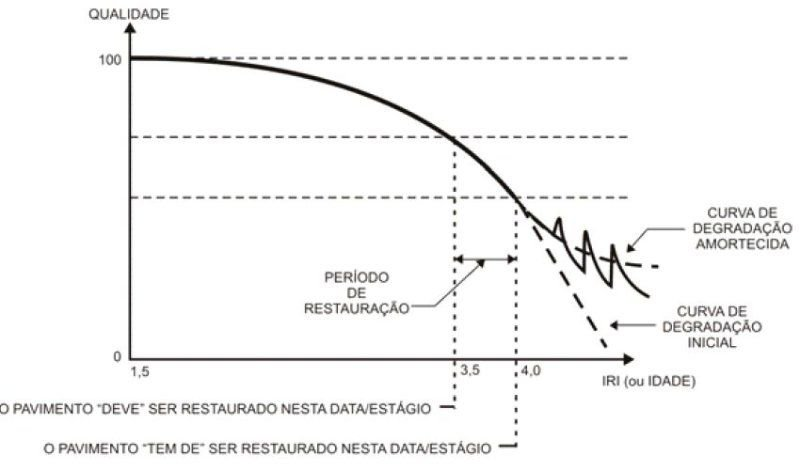 QUALIDADE
100
CURVA DE
DEGRADAÇÃO
AMORTECIDA
PERÍODO
DE
RESTAURAÇÃO
CURVA DE
DEGRADAÇÃO
INICIAL
0
1,5
3,5
4,0
IRI (ou IDADE)
O PAVIMENTO “DEVE” SER RESTAURADO NESTA DATA/ESTÁGIO
O PAVIMENTO “TEM DE” SER RESTAURADO NESTA DATA/ESTÁGIO